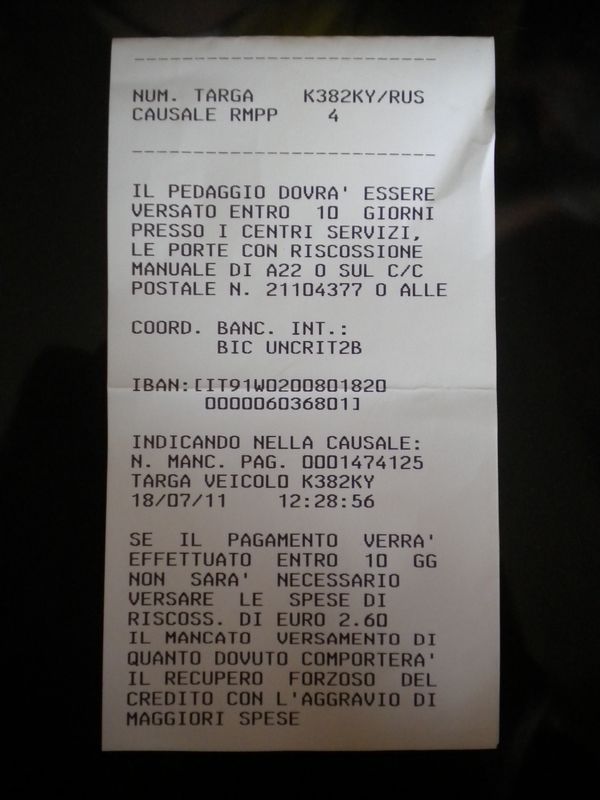 --------------------------
NUM. TARGA K382KY/RUS
CAUSALE RMPP 4
--------------------------
IL PEDAGGIO DOVRA' ESSERE
VERSATO ENTRO 10 GIORNI
PRESSO I CENTRI SERVIZI,
LE PORTE CON RISCOSSIONE
MANUALE DI A22 O SUL C/C
POSTALE N. 21104377 O ALLE
COORD. BANC. INT.:
BIC UNCRIT2B
IBAN:[IT91W0200801820
000006036801]
INDICANDO NELLA CAUSALE:
N. MANC. PAG. 0001474125
TARGA VEICOLO K382KY
18/07/11 12:28:56
SE IL PAGAMENTO VERRA'
EFFETTUATO ENTRO 10 GG
NON SARA' NECESSARIO
VERSARE LE SPESE DI
RISCOSS. DI EURO 2.60
IL MANCATO VERSAMENTO DI
QUANTO DOVUTO COMPORTERA'
IL RECUPERO FORZOSO DEL
CREDITO CON L'AGGRAVIO DI
MAGGIORI SPESE